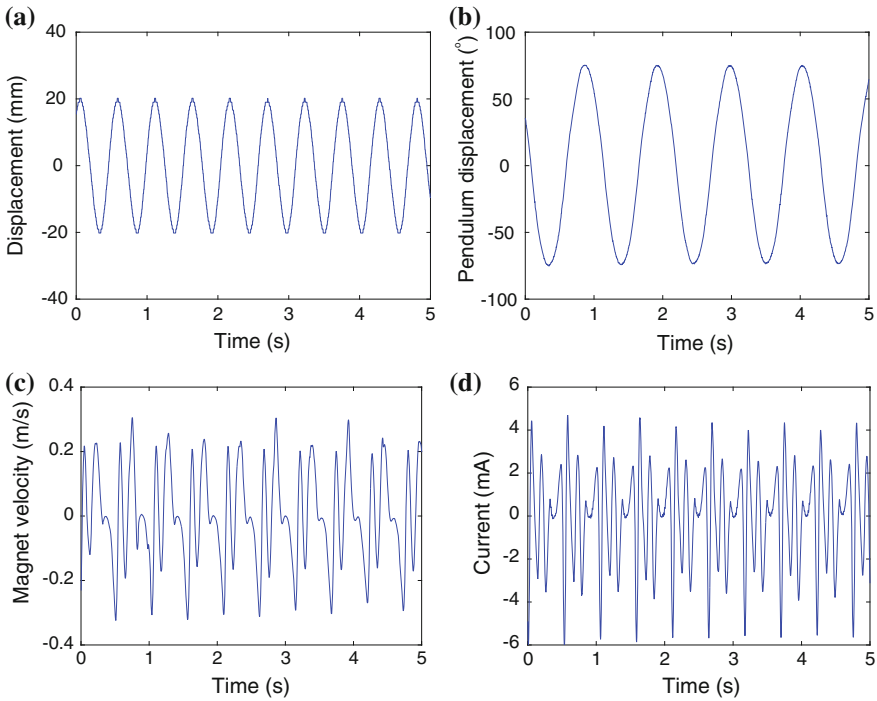 (a)
40
20
0
-20
-40
0 1 2 3 4 5
Displacement (mm)
Time (s)
(b)
100
50
0
-50
-100
0 1 2 3 4 5
Pendulum displacement (°)
Time (s)
(c)
0.4
0.2
0
-0.2
-0.4
0 1 2 3 4 5
Magnet velocity (m/s)
Time (s)
(d)
6
4
2
0
-2
-4
-6
0 1 2 3 4 5
Current (mA)
Time (s)